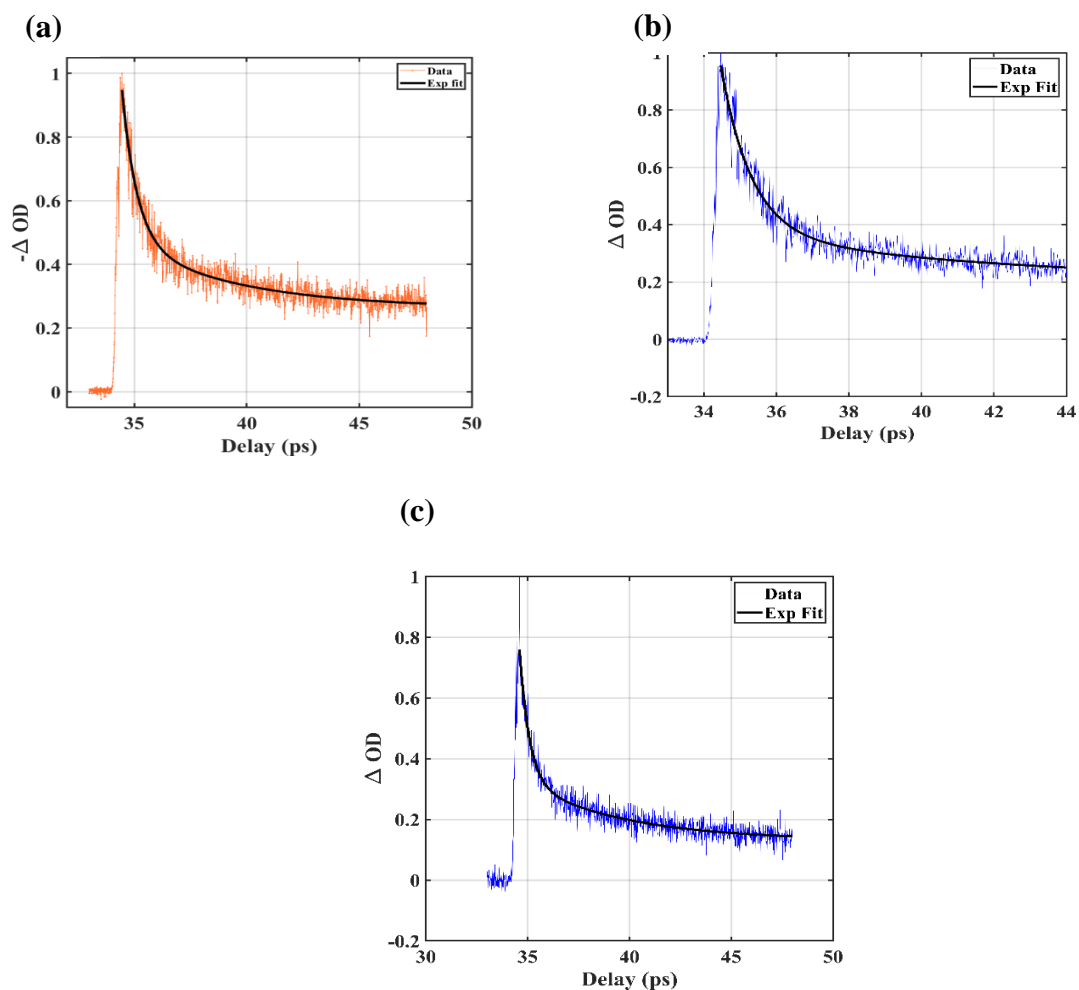 (a)
Data
Exp fit
1
0.8
0.6
0.4
0.2
0
-Δ OD
35
40
45
50
Delay (ps)
(b)
Data
Exp Fit
1
0.8
0.6
0.4
0.2
0
-0.2
Δ OD
34
36
38
40
42
44
Delay (ps)
(c)
Data
Exp Fit
1
0.8
0.6
0.4
0.2
0
-0.2
Δ OD
30
35
40
45
50
Delay (ps)